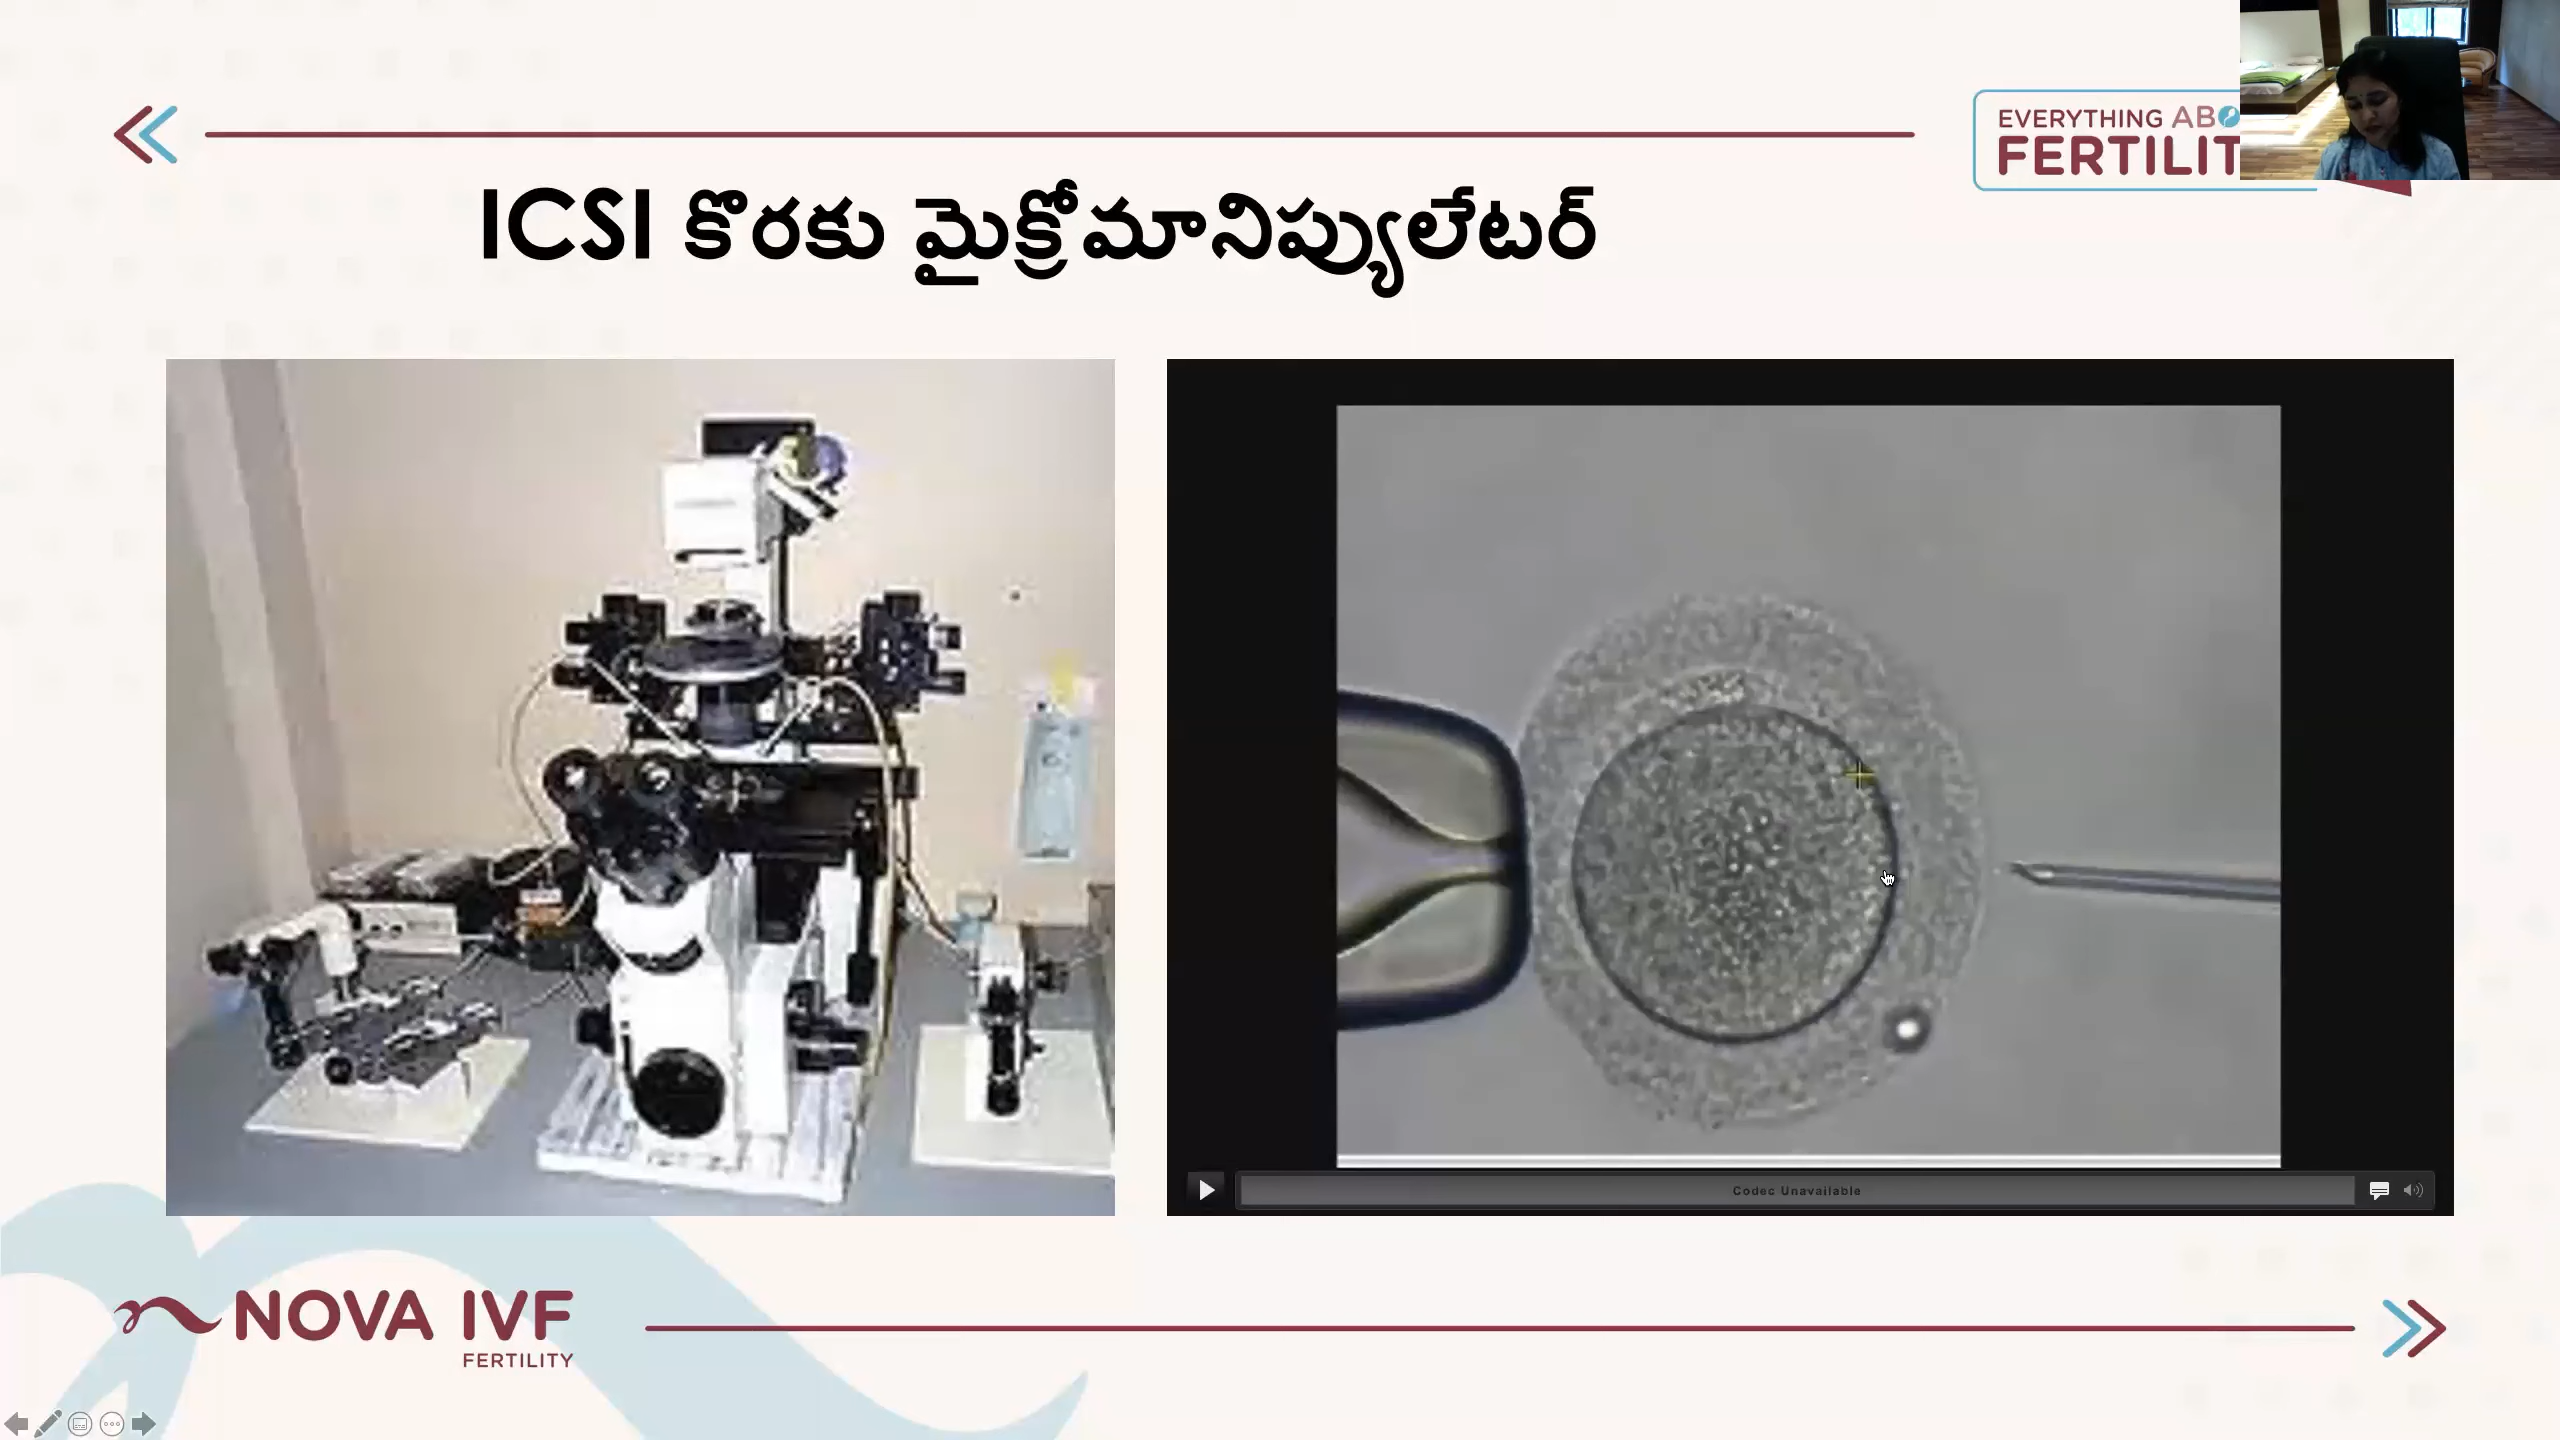 EVERYTHING ABO
FERTILIT
ICSI కొరకు మైక్రోమానిప్యులేటర్
Codec Unavailable
NOVA IVF
FERTILITY